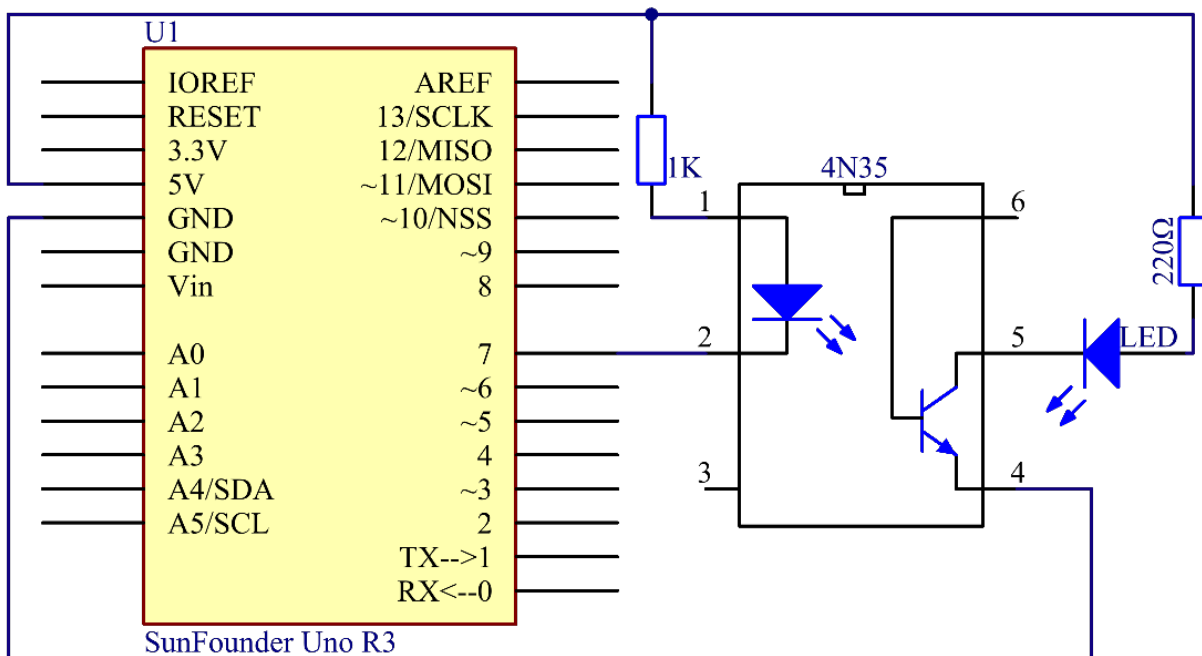 U1
IOREF AREF
RESET 13/SCLK
3.3V 12/MISO
5V ~11/MOSI
GND ~10/NSS
GND ~9
Vin 8
A0 7
A1 ~6
A2 ~5
A3 4
A4/SDA ~3
A5/SCL 2
TX-->1
RX<--0
SunFounder Uno R3
1K
4N35
1
2
3
6
5
4
220Ω
LED